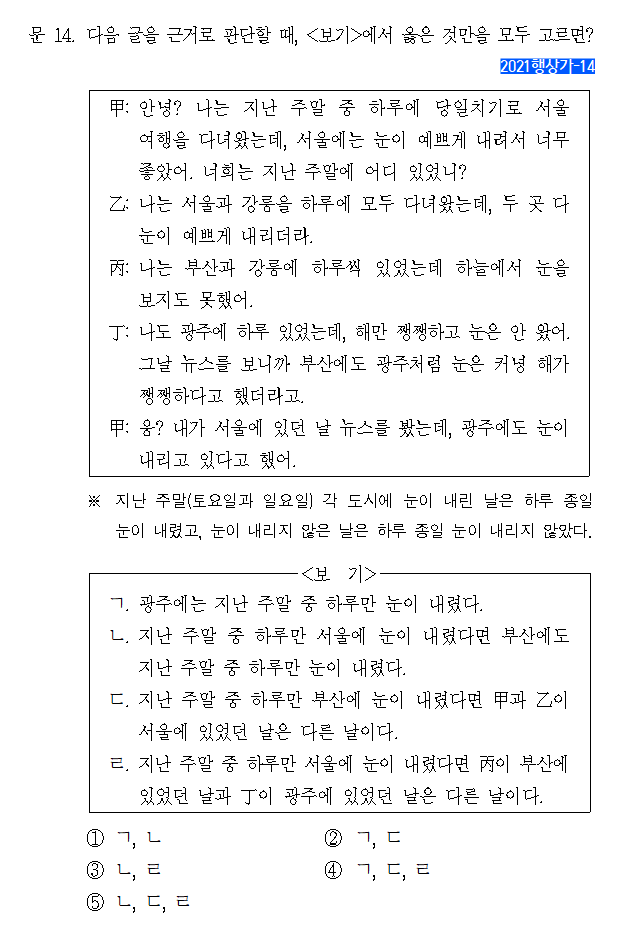 문 14. 다음 글을 근거로 판단할 때, <보기>에서 옳은 것만을 모두 고르면?
2021행상가-14
甲: 안녕? 나는 지난 주말 중 하루에 당일치기로 서울
여행을 다녀왔는데, 서울에는 눈이 예쁘게 내려서 너무
좋았어. 너희는 지난 주말에 어디 있었니?
乙: 나는 서울과 강릉을 하루에 모두 다녀왔는데, 두 곳 다
눈이 예쁘게 내리더라.
丙: 나는 부산과 강릉에 하루씩 있었는데 하늘에서 눈을
보지도 못했어.
丁: 나도 광주에 하루 있었는데, 해만 쨍쨍하고 눈은 안 왔어.
그날 뉴스를 보니까 부산에도 광주처럼 눈은 커녕 해가
쨍쨍하다고 했더라고.
甲: 응? 내가 서울에 있던 날 뉴스를 봤는데, 광주에도 눈이
내리고 있다고 했어.
※ 지난 주말(토요일과 일요일) 각 도시에 눈이 내린 날은 하루 종일
눈이 내렸고, 눈이 내리지 않은 날은 하루 종일 눈이 내리지 않았다.
<보 기>
ㄱ. 광주에는 지난 주말 중 하루만 눈이 내렸다.
ㄴ. 지난 주말 중 하루만 서울에 눈이 내렸다면 부산에도
지난 주말 중 하루만 눈이 내렸다.
ㄷ. 지난 주말 중 하루만 부산에 눈이 내렸다면 甲과 乙이
서울에 있었던 날은 다른 날이다.
ㄹ. 지난 주말 중 하루만 서울에 눈이 내렸다면 丙이 부산에
있었던 날과 丁이 광주에 있었던 날은 다른 날이다.
① ㄱ, ㄴ ② ㄱ, ㄷ
③ ㄴ, ㄹ ④ ㄱ, ㄷ, ㄹ
⑤ ㄴ, ㄷ, ㄹ